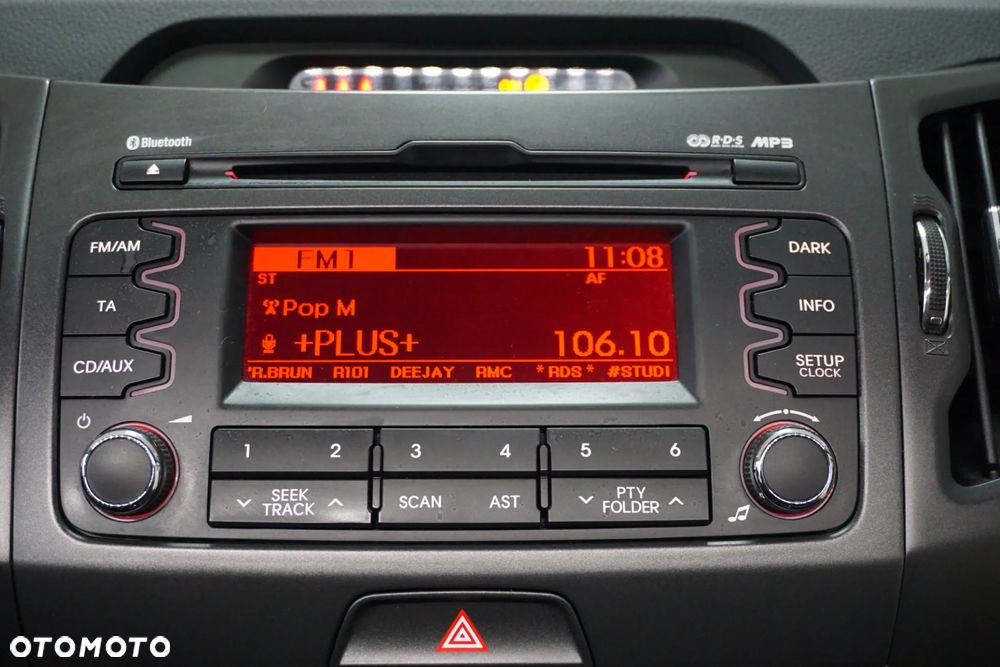 Bluetooth
R·D·S MP3
FM/AM
TA
CD/AUX
FM1 11:08
ST AF
Pop M
+PLUS+ 106.10
"R.BRUN R101 DEEJAY RMC *RDS* #STUDI
DARK
INFO
SETUP
CLOCK
1 2 3 4 5 6
SEEK
TRACK
SCAN AST
PTY
FOLDER
OTOMOTO